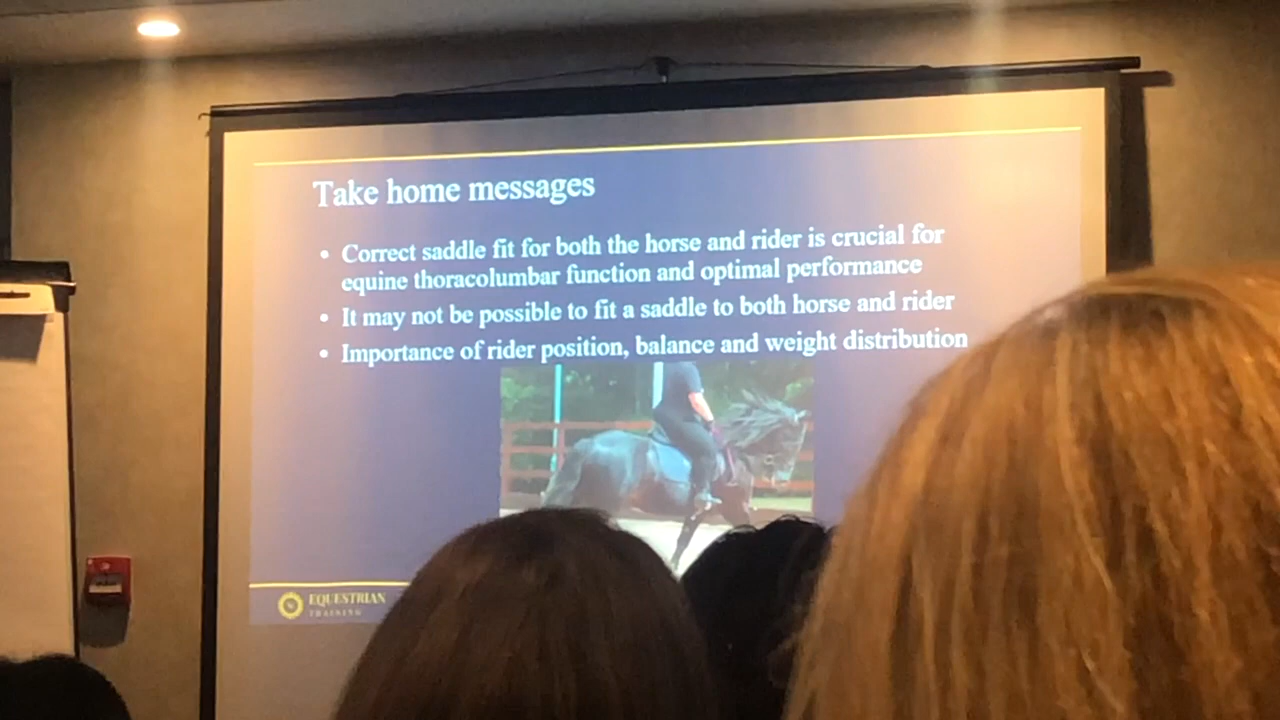 Take home messages
• Correct saddle fit for both the horse and rider is crucial for
equine thoracolumbar function and optimal performance
• It may not be possible to fit a saddle to both horse and rider
• Importance of rider position, balance and weight distribution
EQUESTRIAN
TRAINING